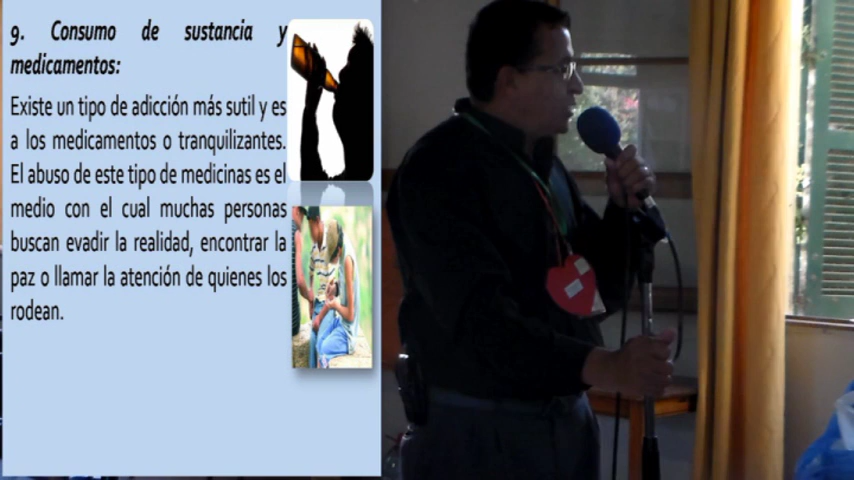 9. Consumo de sustancia y
medicamentos:
Existe un tipo de adicción más sutil y es
a los medicamentos o tranquilizantes.
El abuso de este tipo de medicinas es el
medio con el cual muchas personas
buscan evadir la realidad, encontrar la
paz o llamar la atención de quienes los
rodean.